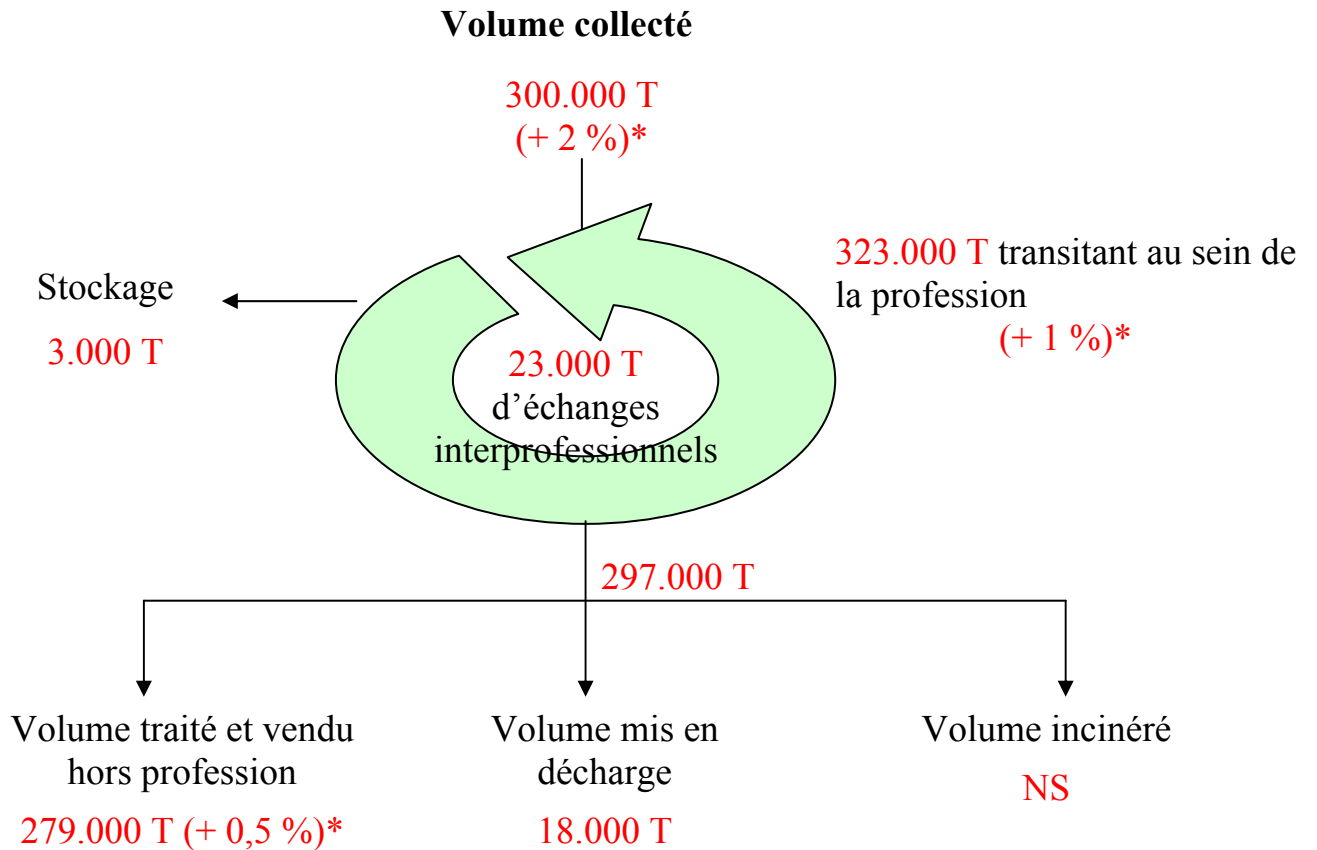 Volume collecté
300.000 T
(+ 2 %)*
323.000 T transitant au sein de
la profession
(+ 1 %)*
Stockage
3.000 T
23.000 T
d’échanges
interprofessionnels
297.000 T
Volume traité et vendu
hors profession
279.000 T (+ 0,5 %)*
Volume mis en
décharge
18.000 T
Volume incinéré
NS